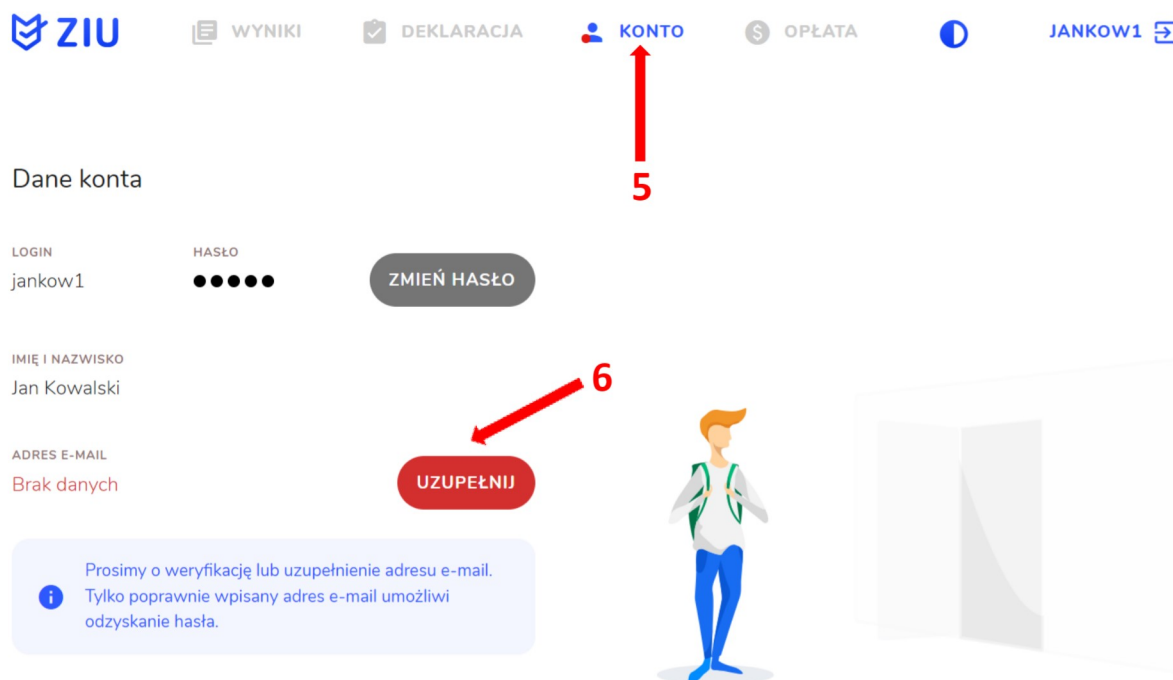 ZIU WYNIKI DEKLARACJA KONTO OPŁATA JANKOW1
5
Dane konta
LOGIN HASŁO
jankow1 ●●●●● ZMIEŃ HASŁO
IMIĘ I NAZWISKO
Jan Kowalski
6
ADRES E-MAIL
Brak danych UZUPEŁNIJ
Prosimy o weryfikację lub uzupełnienie adresu e-mail.
Tylko poprawnie wpisany adres e-mail umożliwi
odzyskanie hasła.